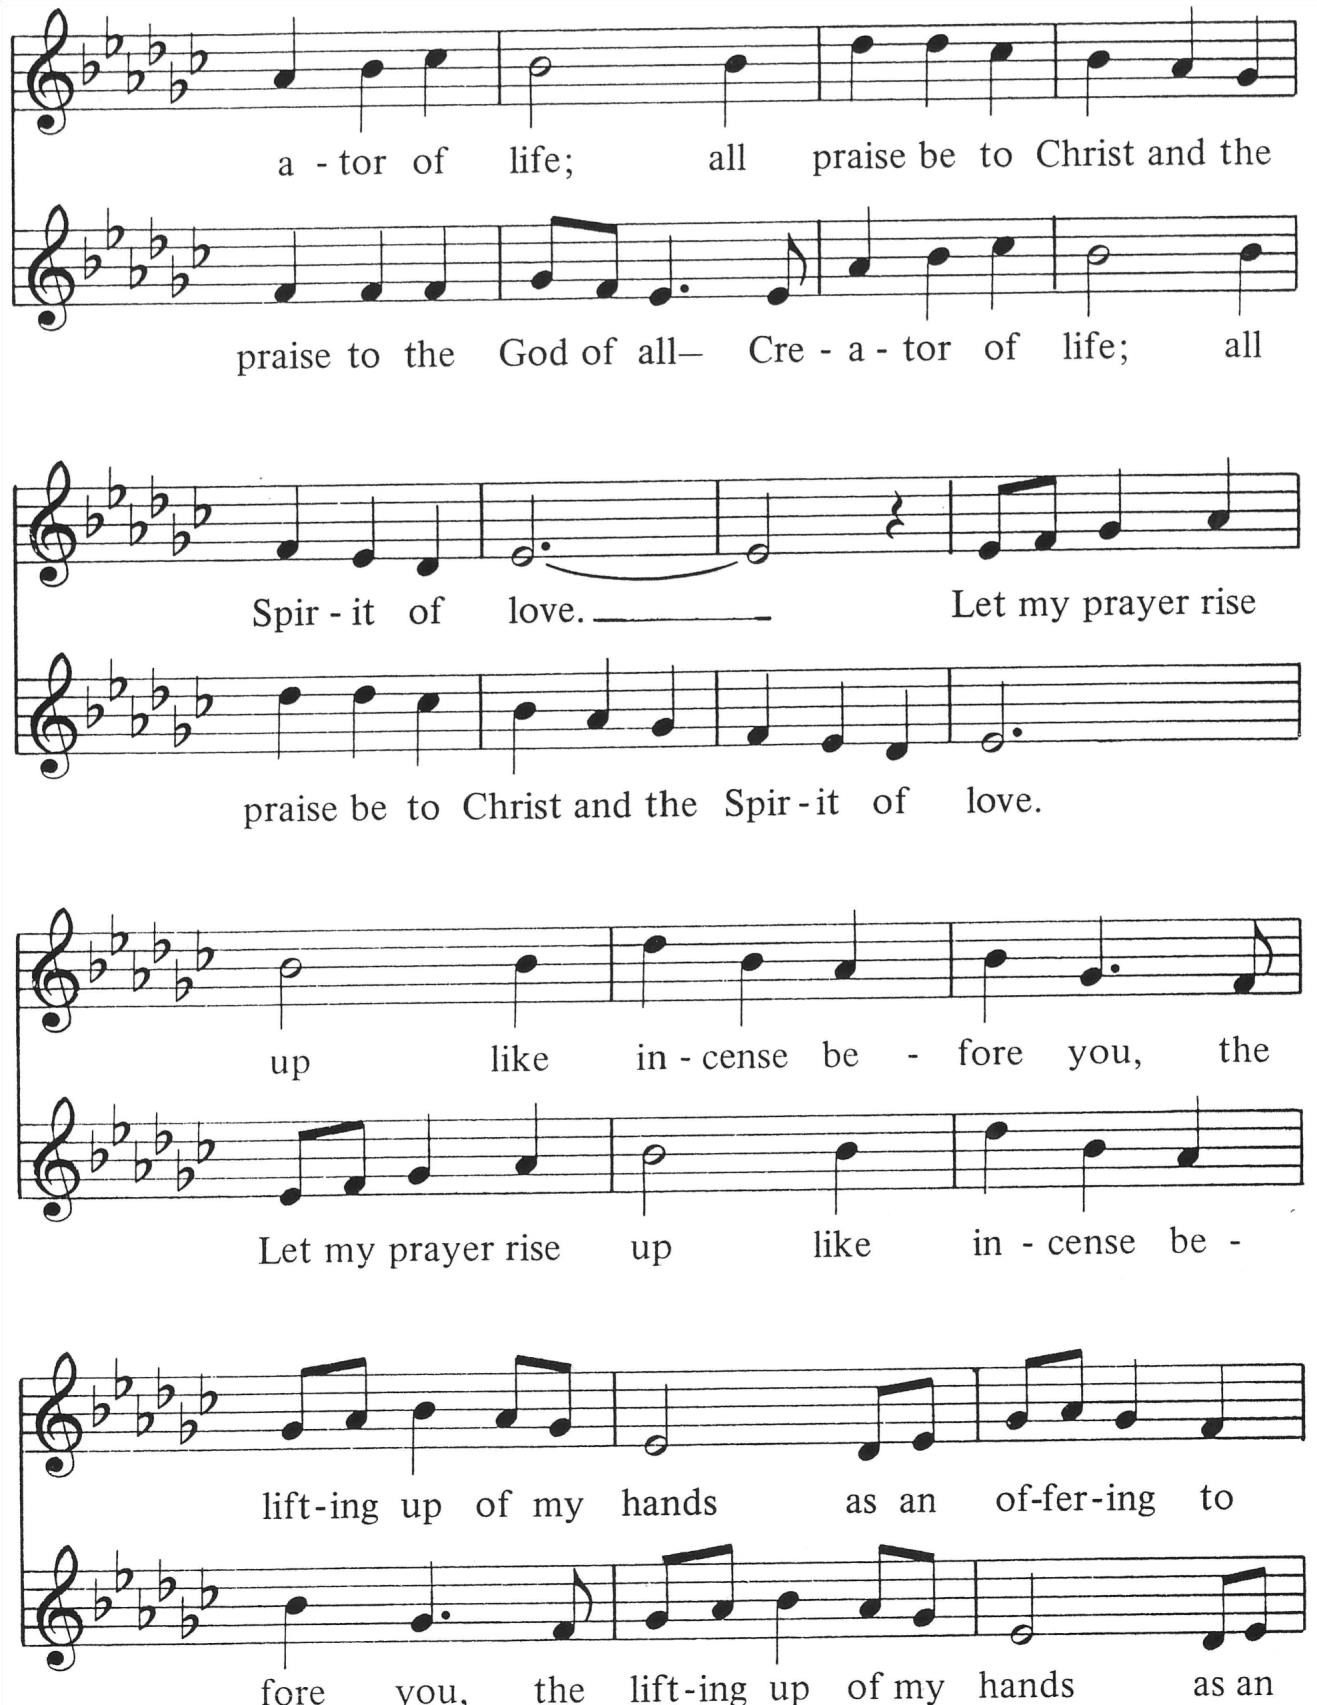 a - tor of life; all praise be to Christ and the
praise to the God of all— Cre - a - tor of life; all
Spir - it of love. Let my prayer rise
praise be to Christ and the Spir - it of love.
up like in - cense be - fore you, the
Let my prayer rise up like in - cense be -
lift-ing up of my hands as an of-fer-ing to
fore you, the lift-ing up of my hands as an